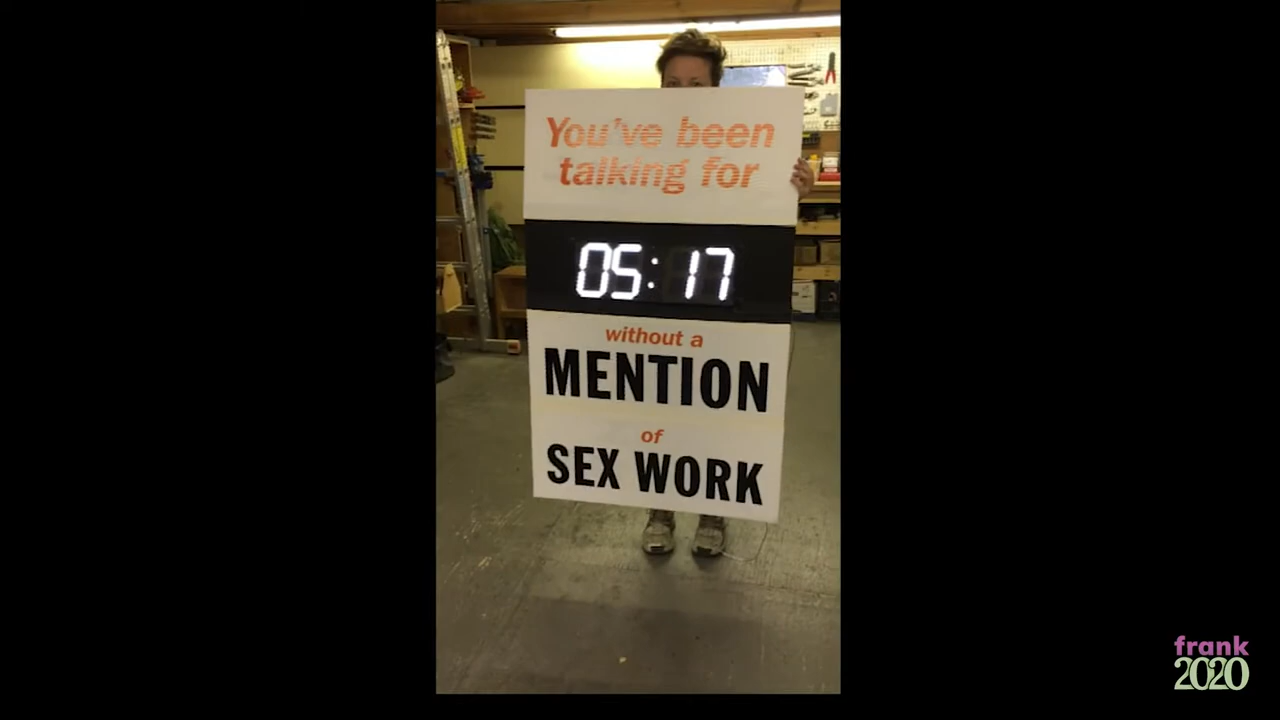 You've been
talking for
05:17
without a
MENTION
of
SEX WORK
frank
2020